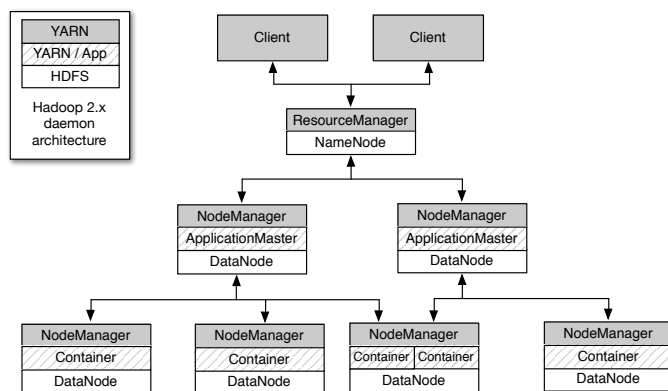 YARN
YARN / App
HDFS
Hadoop 2.x
daemon
architecture
Client
Client
ResourceManager
NameNode
NodeManager
ApplicationMaster
DataNode
NodeManager
ApplicationMaster
DataNode
NodeManager
Container
DataNode
NodeManager
Container
DataNode
NodeManager
Container Container
DataNode
NodeManager
Container
DataNode